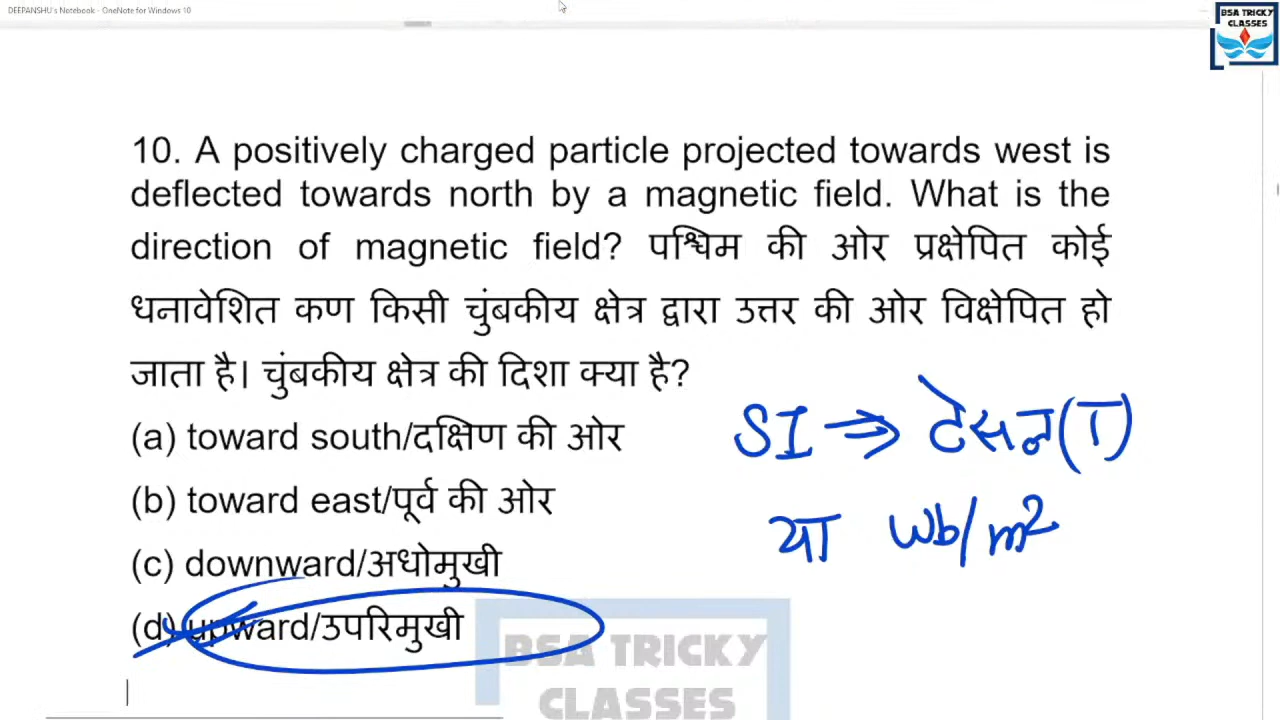 DEEPANSHU's Notebook - OneNote for Windows 10
BSA TRICKY
CLASSES
10. A positively charged particle projected towards west is
deflected towards north by a magnetic field. What is the
direction of magnetic field? पश्चिम की ओर प्रक्षेपित कोई
धनावेशित कण किसी चुंबकीय क्षेत्र द्वारा उत्तर की ओर विक्षेपित हो
जाता है। चुंबकीय क्षेत्र की दिशा क्या है?
(a) toward south/दक्षिण की ओर
(b) toward east/पूर्व की ओर
(c) downward/अधोमुखी
(d) upward/उपरिमुखी
SI ⇒ टेसन (T)
या Wb/m²
BSA TRICKY
CLASSES